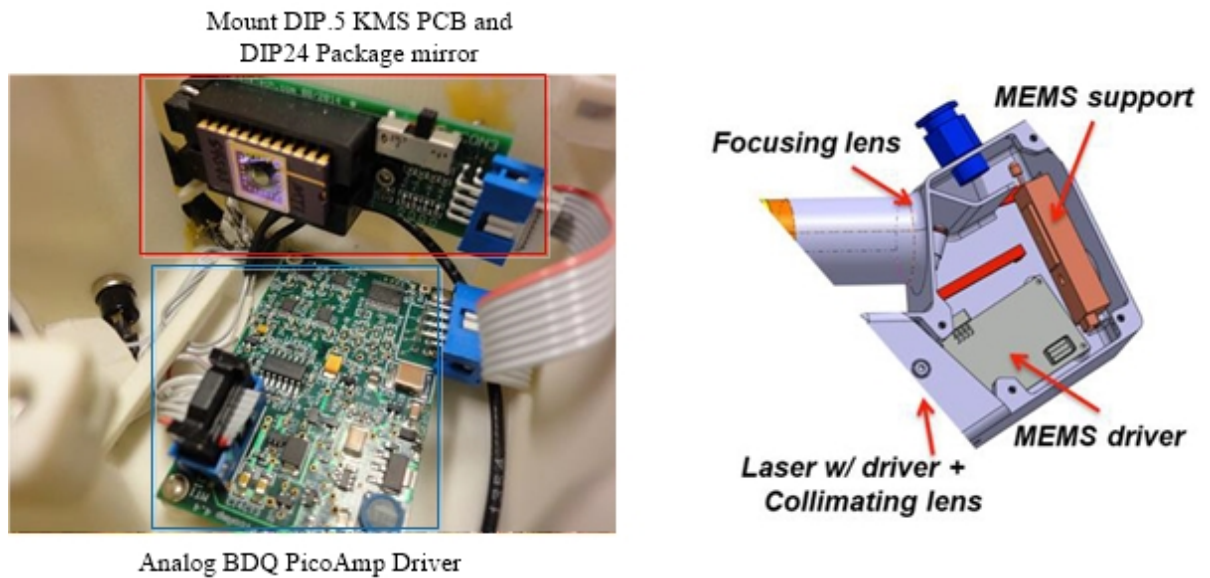 Mount DIP.5 KMS PCB and
DIP24 Package mirror
Analog BDQ PicoAmp Driver
MEMS support
Focusing lens
MEMS driver
Laser w/ driver +
Collimating lens